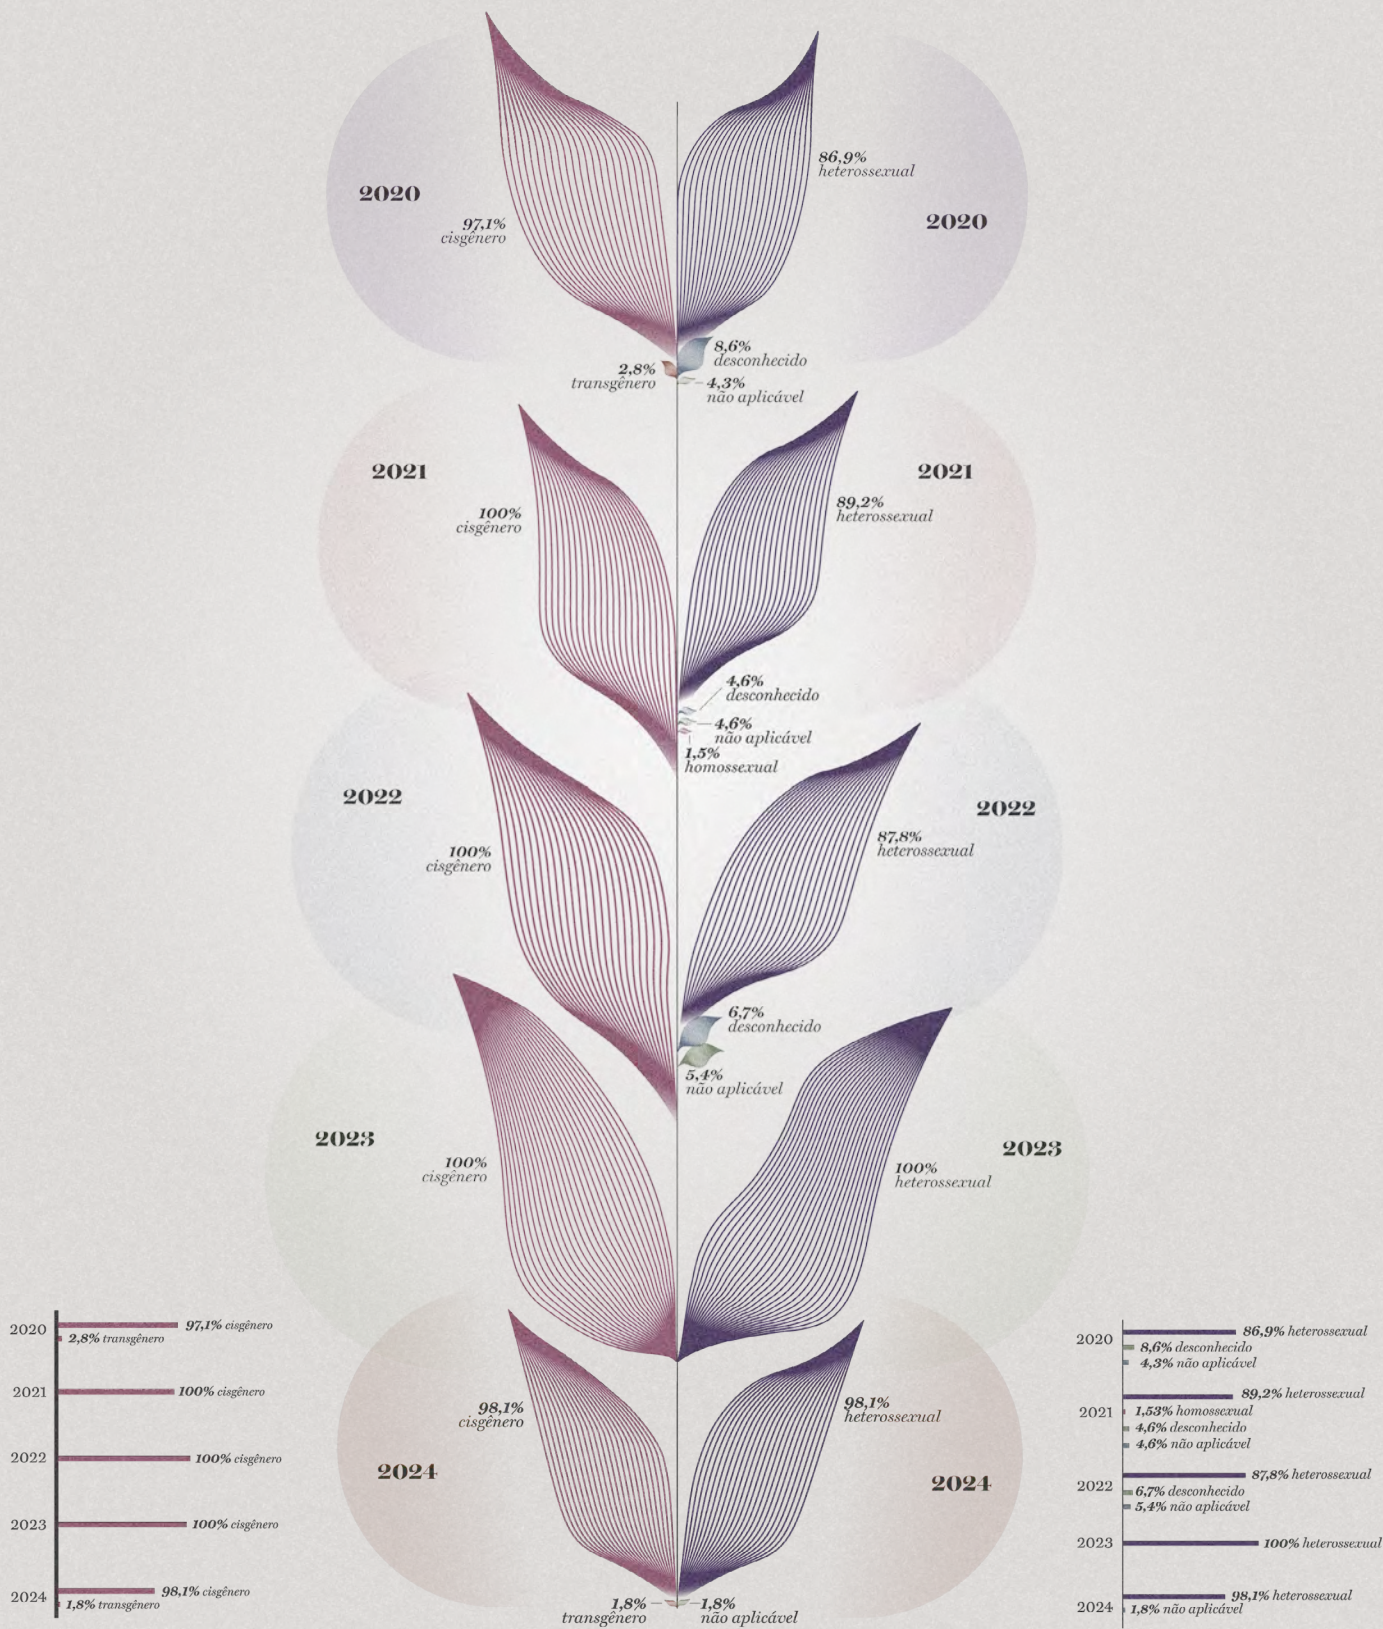 2020
97,1%
cisgênero
86,9%
heterossexual
2020
2,8%
transgênero
8,6%
desconhecido
4,3%
não aplicável
2021
100%
cisgênero
2021
89,2%
heterossexual
4,6%
desconhecido
4,6%
não aplicável
1,5%
homossexual
2022
100%
cisgênero
2022
87,8%
heterossexual
6,7%
desconhecido
5,4%
não aplicável
2023
100%
cisgênero
2023
100%
heterossexual
2024
98,1%
cisgênero
98,1%
heterossexual
2024
1,8%
transgênero
1,8%
não aplicável
2020
97,1% cisgênero
2,8% transgênero
2021
100% cisgênero
2022
100% cisgênero
2023
100% cisgênero
2024
98,1% cisgênero
1,8% transgênero
2020
86,9% heterossexual
8,6% desconhecido
4,3% não aplicável
2021
89,2% heterossexual
1,53% homossexual
4,6% desconhecido
4,6% não aplicável
2022
87,8% heterossexual
6,7% desconhecido
5,4% não aplicável
2023
100% heterossexual
2024
98,1% heterossexual
1,8% não aplicável